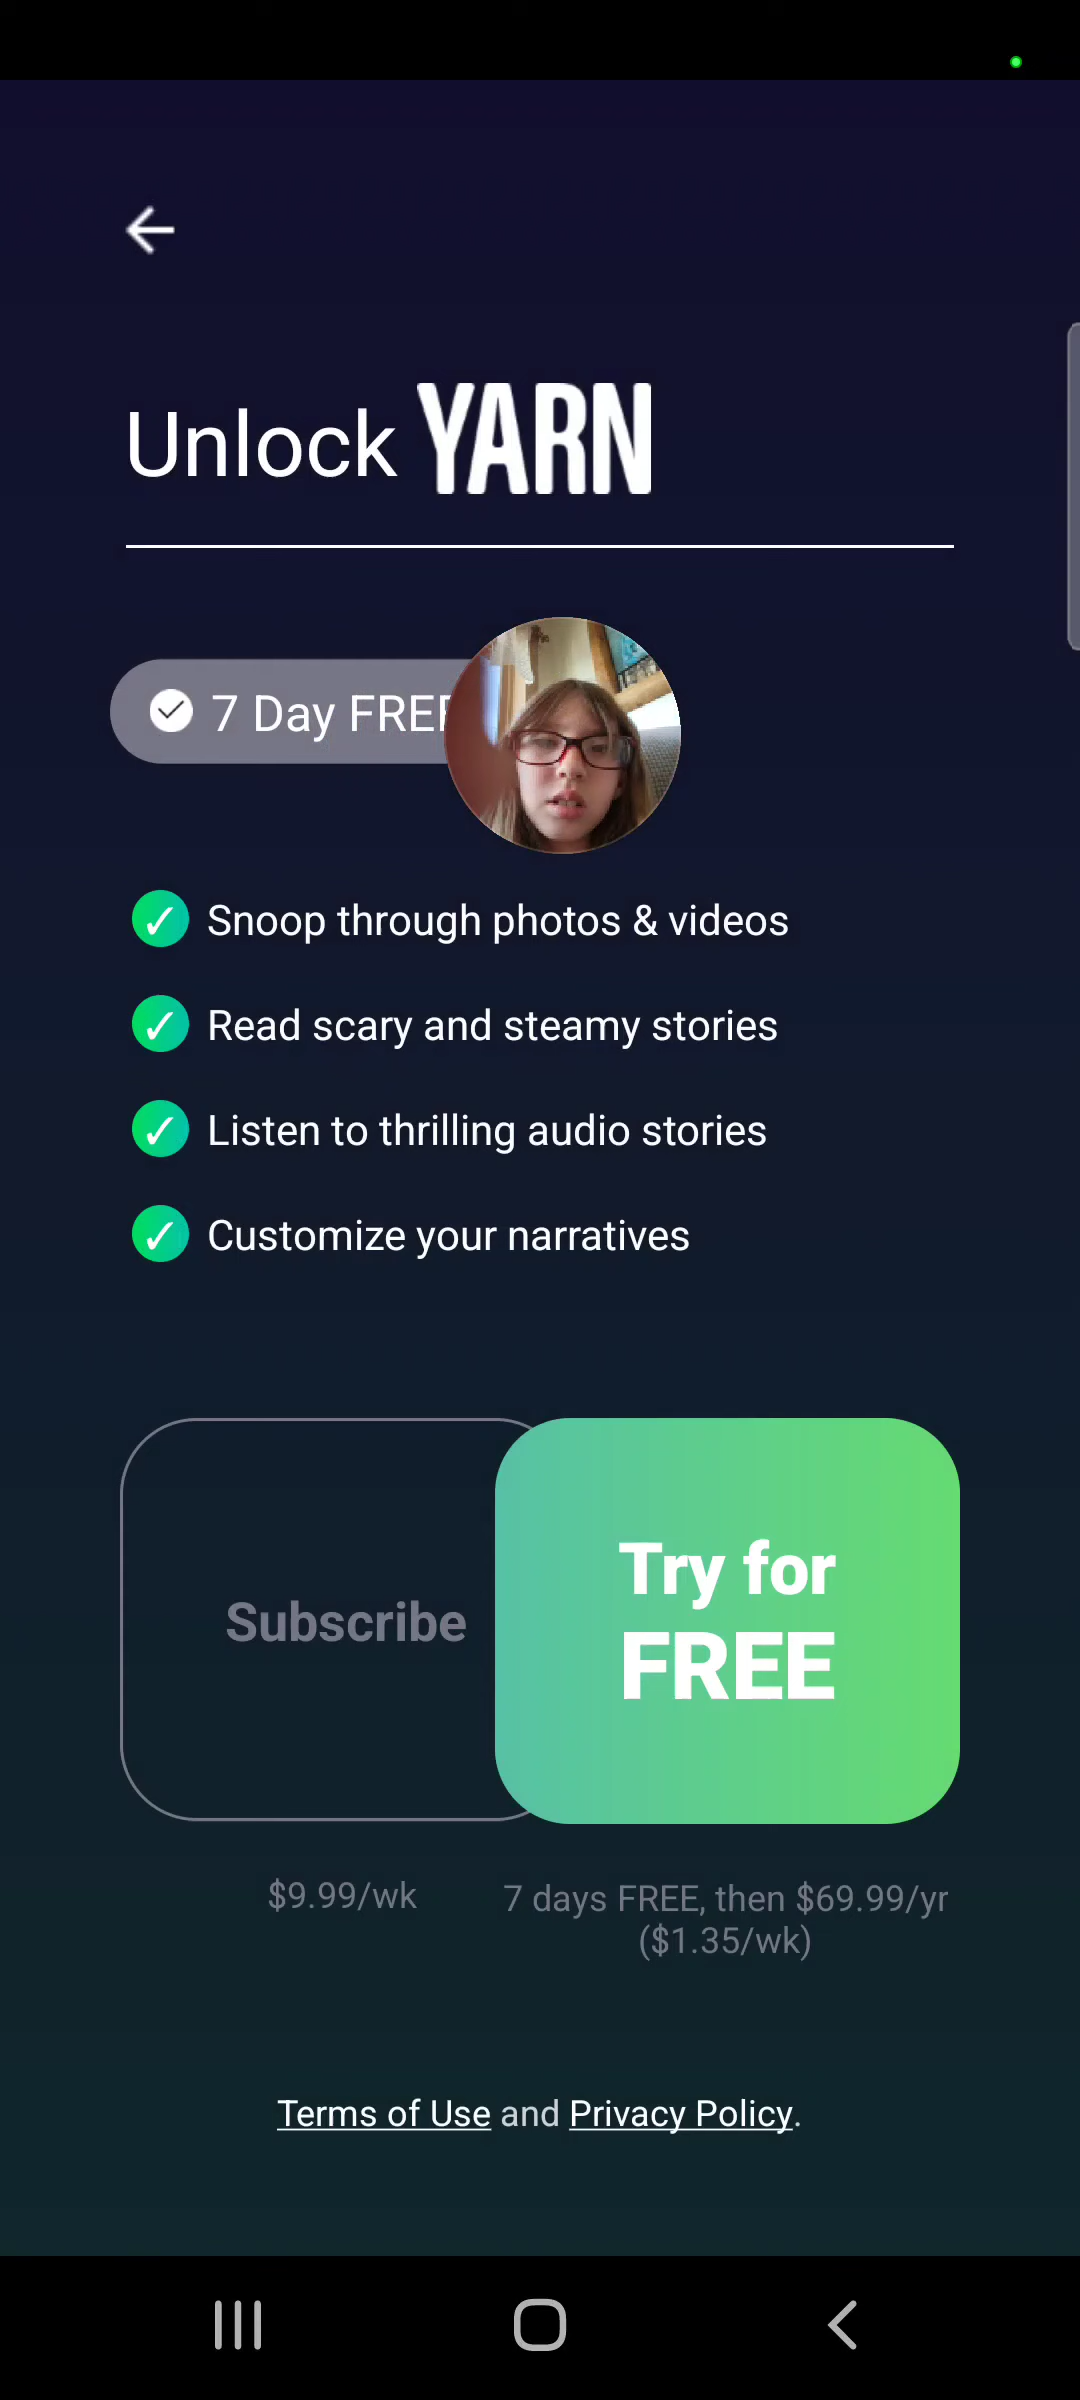 Unlock YARN
7 Day FREE
Snoop through photos & videos
Read scary and steamy stories
Listen to thrilling audio stories
Customize your narratives
Subscribe
Try for
FREE
$9.99/wk
7 days FREE, then $69.99/yr
($1.35/wk)
Terms of Use and Privacy Policy.